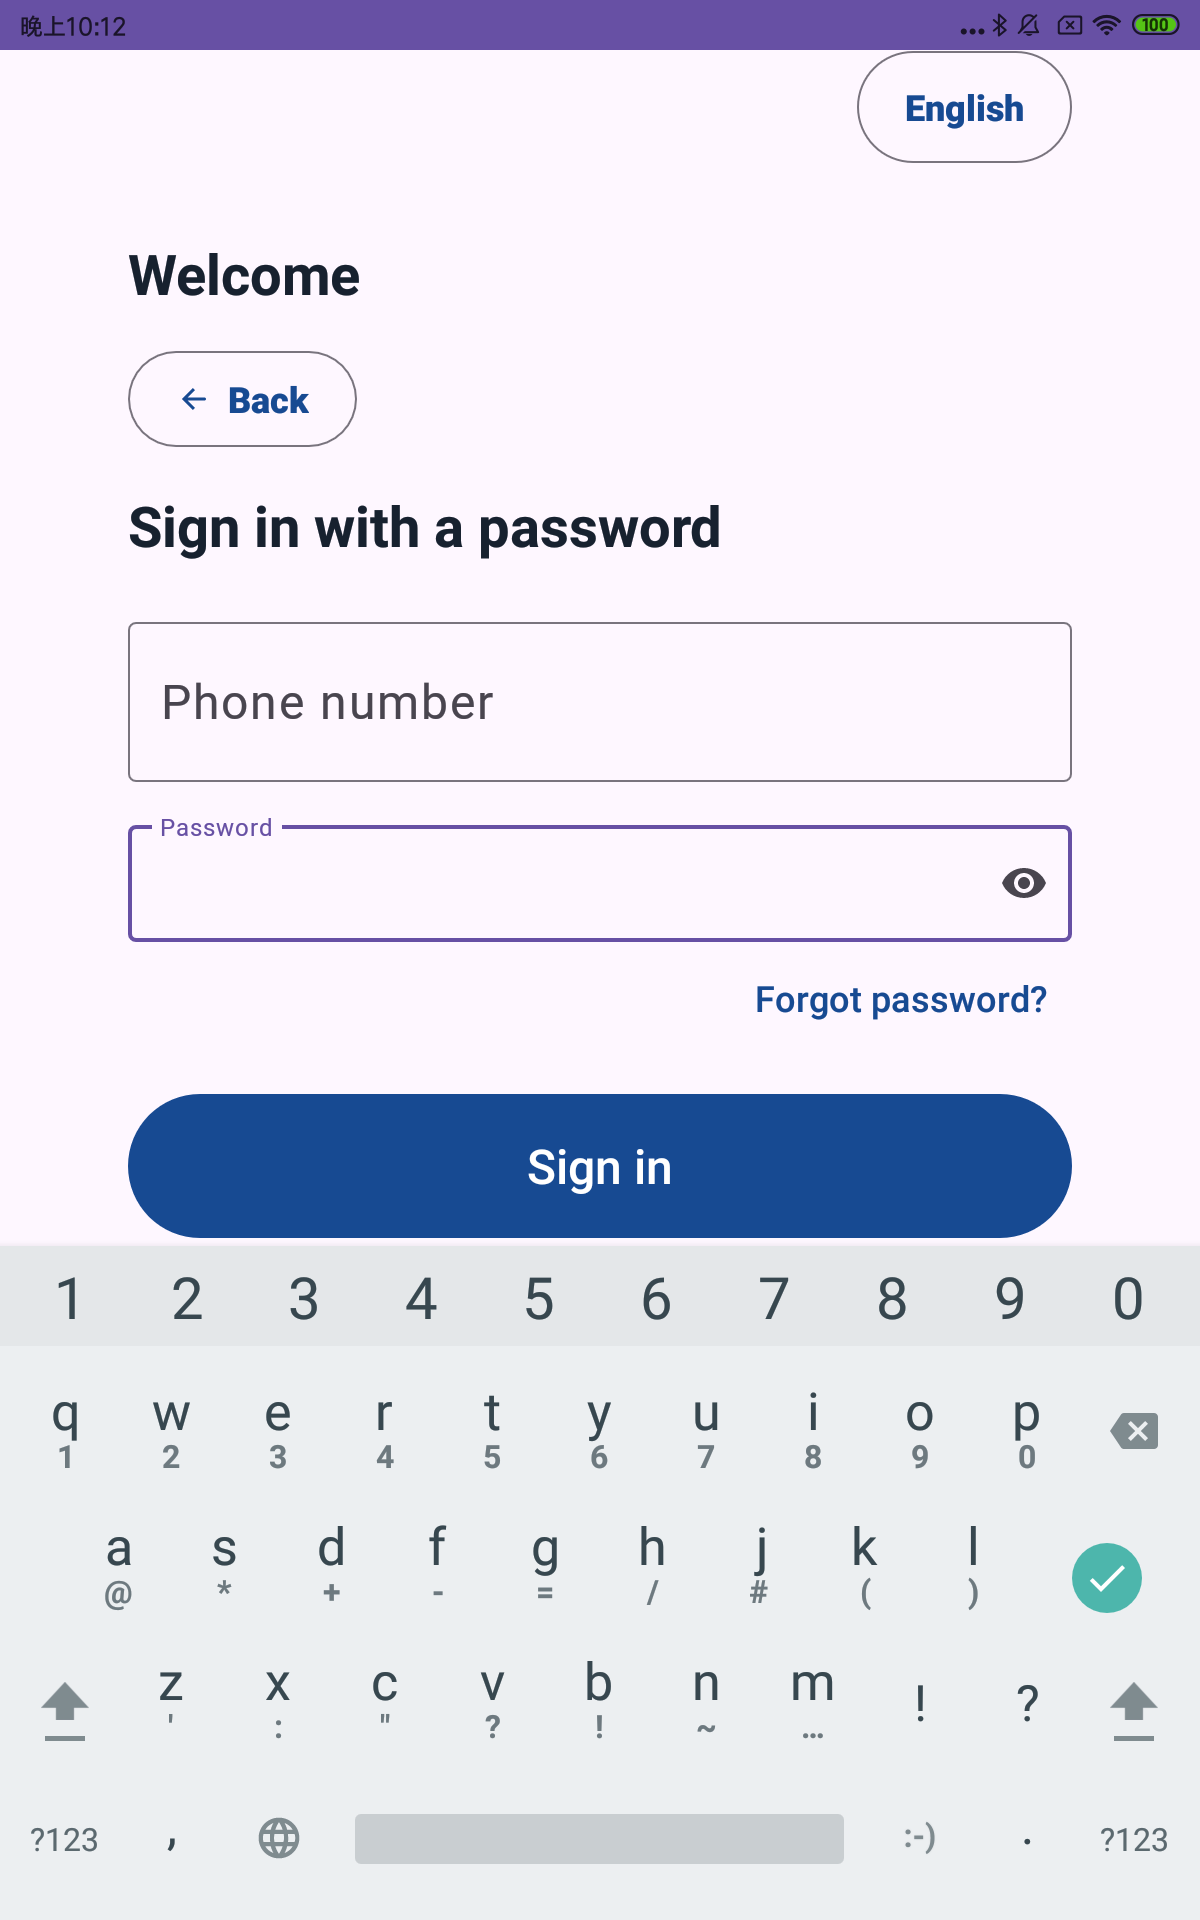 晚上10:12
100
English
Welcome
Back
Sign in with a password
Phone number
Password
Forgot password?
Sign in
1 2 3 4 5 6 7 8 9 0
q w e r t y u i o p
1 2 3 4 5 6 7 8 9 0
a s d f g h j k l
@ * + - = / # ( )
z x c v b n m ! ?
' : " ? ! ~ …
?123 , :-) . ?123